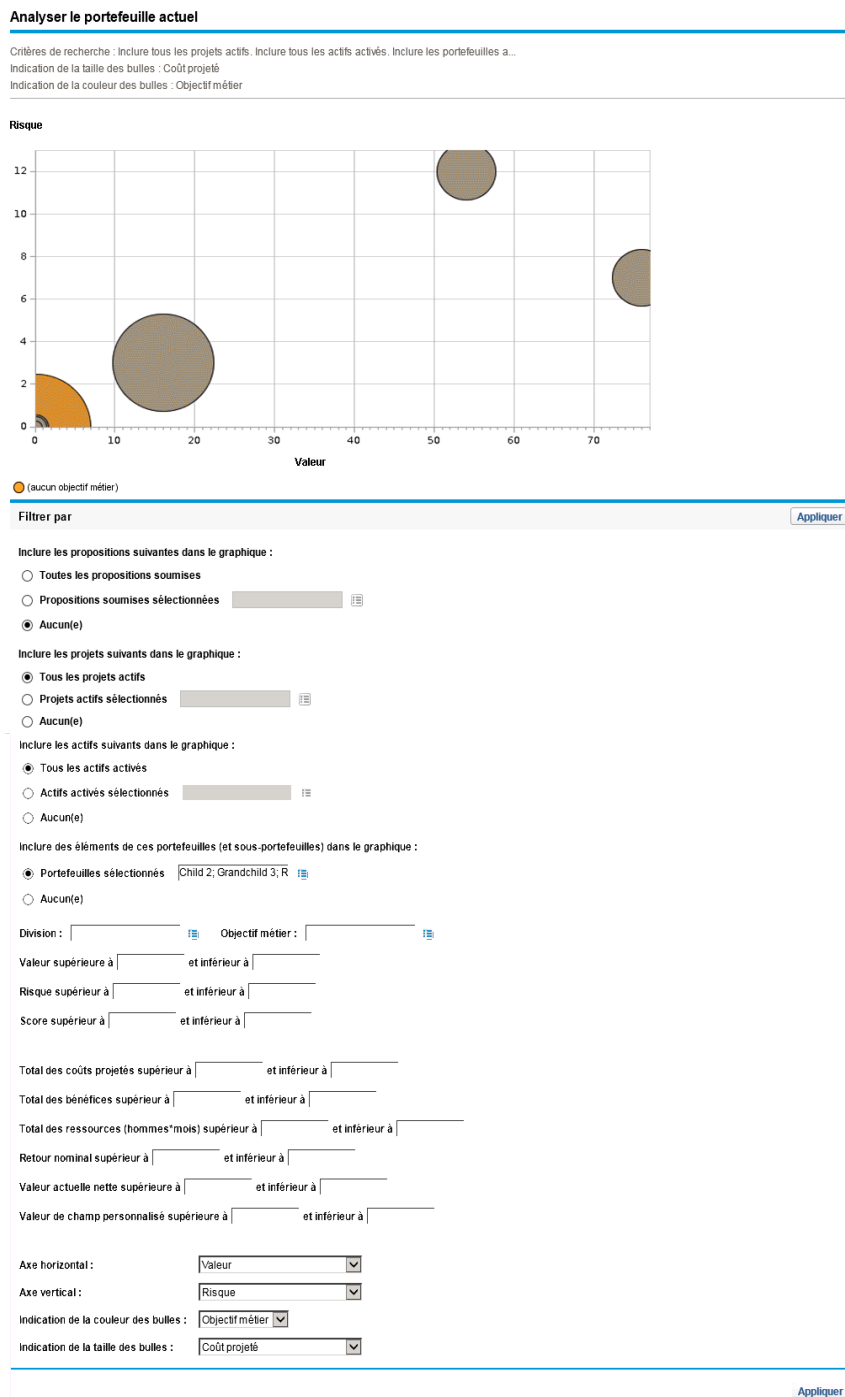 Analyser le portefeuille actuel
Critères de recherche : Inclure tous les projets actifs. Inclure tous les actifs activés. Inclure les portefeuilles a...
Indication de la taille des bulles : Coût projeté
Indication de la couleur des bulles : Objectif métier
Risque
12
10
8
6
4
2
0
0 10 20 30 40 50 60 70
Valeur
(aucun objectif métier)
Filtrer par Appliquer
Inclure les propositions suivantes dans le graphique :
Toutes les propositions soumises
Propositions soumises sélectionnées
Aucun(e)
Inclure les projets suivants dans le graphique :
Tous les projets actifs
Projets actifs sélectionnés
Aucun(e)
Inclure les actifs suivants dans le graphique :
Tous les actifs activés
Actifs activés sélectionnés
Aucun(e)
Inclure des éléments de ces portefeuilles (et sous-portefeuilles) dans le graphique :
Portefeuilles sélectionnés Child 2; Grandchild 3; R
Aucun(e)
Division : Objectif métier :
Valeur supérieure à et inférieur à
Risque supérieur à et inférieur à
Score supérieur à et inférieur à
Total des coûts projetés supérieur à et inférieur à
Total des bénéfices supérieur à et inférieur à
Total des ressources (hommes*mois) supérieur à et inférieur à
Retour nominal supérieur à et inférieur à
Valeur actuelle nette supérieure à et inférieur à
Valeur de champ personnalisé supérieure à et inférieur à
Axe horizontal : Valeur
Axe vertical : Risque
Indication de la couleur des bulles : Objectif métier
Indication de la taille des bulles : Coût projeté
Appliquer